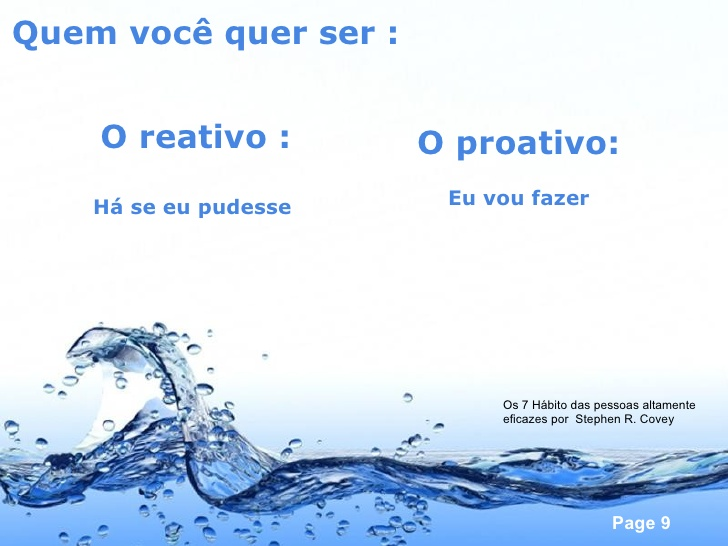 Quem você quer ser :
O reativo :
Há se eu pudesse
O proativo:
Eu vou fazer
Os 7 Hábito das pessoas altamente
eficazes por  Stephen R. Covey
Page 9